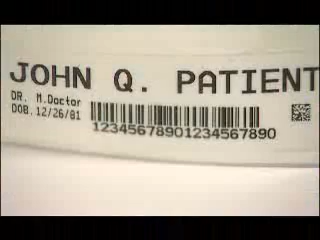 JOHN Q. PATIENT
DR. M.Doctor
DOB.12/26/81
12345678901234567890